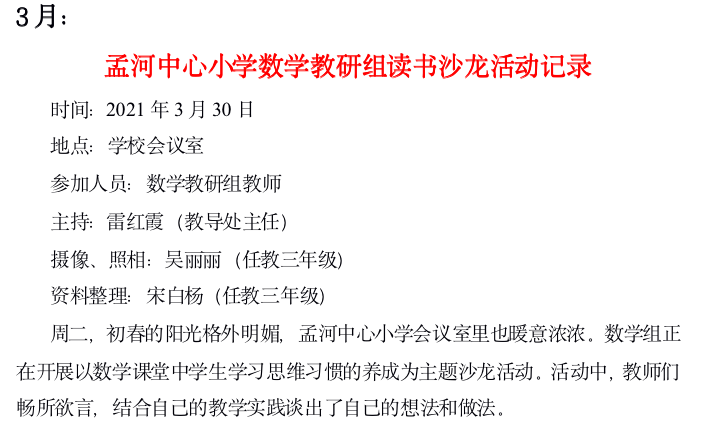 3月：
孟河中心小学数学教研组读书沙龙活动记录
时间：2021年3月30日
地点：学校会议室
参加人员：数学教研组教师
主持：雷红霞（教导处主任）
摄像、照相：吴丽丽（任教三年级）
资料整理：宋白杨（任教三年级）
周二，初春的阳光格外明媚，孟河中心小学会议室里也暖意浓浓。数学组正
在开展以数学课堂中学生学习思维习惯的养成为主题沙龙活动。活动中，教师们
畅所欲言，结合自己的教学实践谈出了自己的想法和做法。